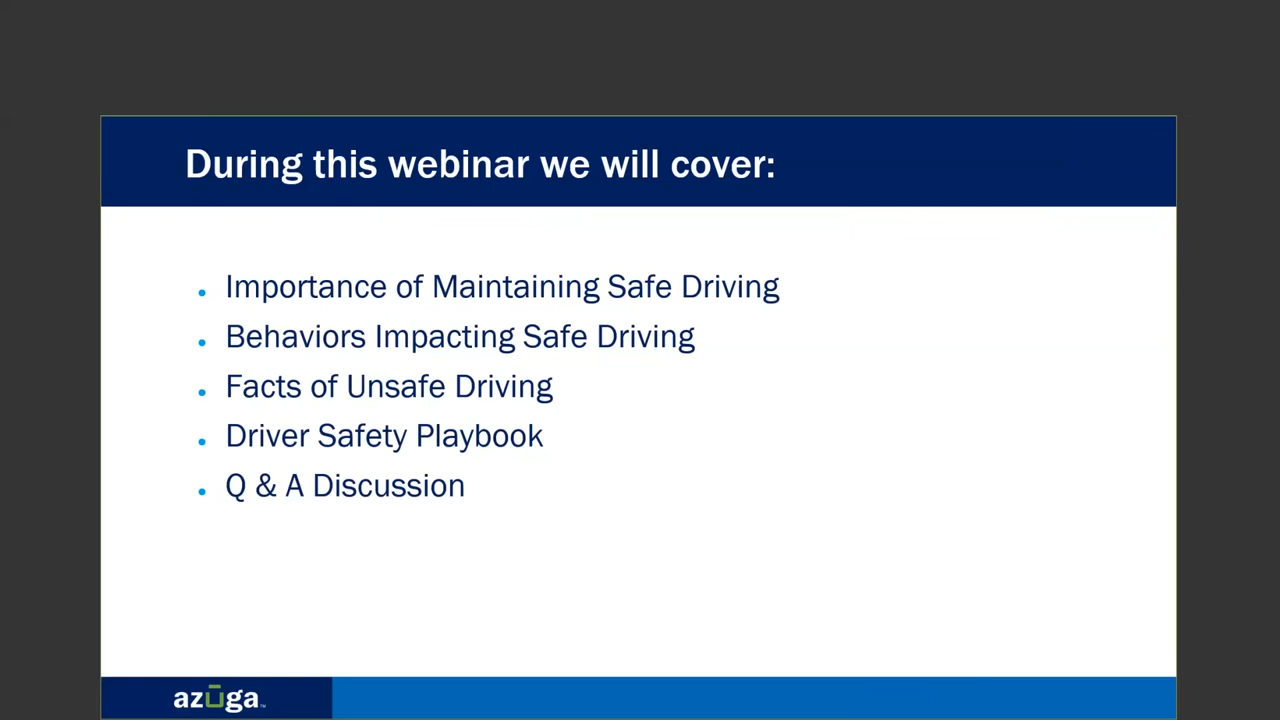 During this webinar we will cover:
• Importance of Maintaining Safe Driving
• Behaviors Impacting Safe Driving
• Facts of Unsafe Driving
• Driver Safety Playbook
• Q & A Discussion
azūga™